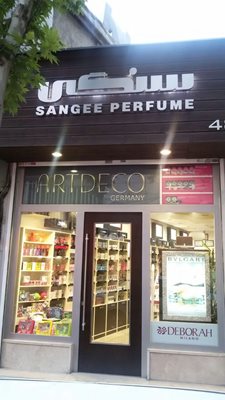 سنگی
SANGEE PERFUME
48
ARTDECO
GERMANY
BVLGARI
DEBORAH
MILANO